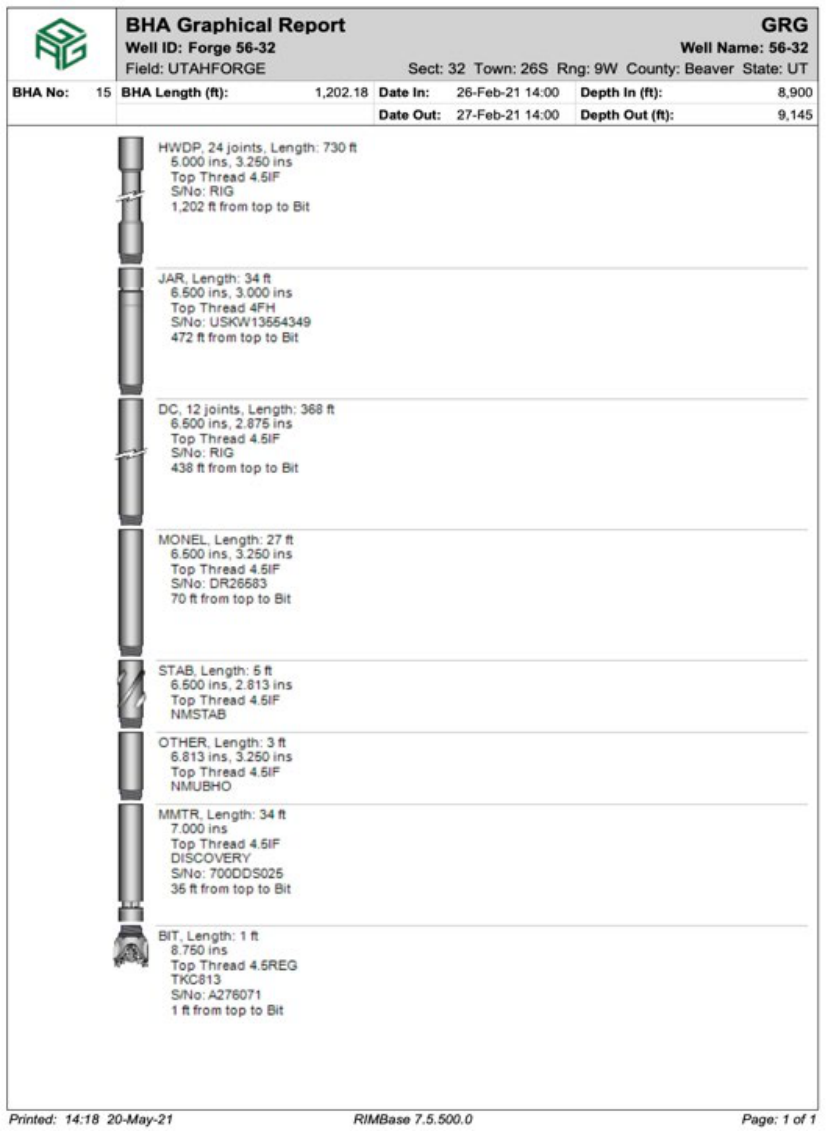 BHA Graphical Report GRG
Well ID: Forge 56-32 Well Name: 56-32
Field: UTAHFORGE Sect: 32 Town: 26S Rng: 9W County: Beaver State: UT
BHA No: 15 BHA Length (ft): 1,202.18 Date In: 26-Feb-21 14:00 Depth In (ft): 8,900
Date Out: 27-Feb-21 14:00 Depth Out (ft): 9,145
HWDP, 24 joints, Length: 730 ft
5.000 ins, 3.250 ins
Top Thread 4.5IF
S/No: RIG
1,202 ft from top to Bit
JAR, Length: 34 ft
6.500 ins, 3.000 ins
Top Thread 4FH
S/No: USKW13554349
472 ft from top to Bit
DC, 12 joints, Length: 368 ft
6.500 ins, 2.875 ins
Top Thread 4.5IF
S/No: RIG
438 ft from top to Bit
MONEL, Length: 27 ft
6.500 ins, 3.250 ins
Top Thread 4.5IF
S/No: DR26583
70 ft from top to Bit
STAB, Length: 5 ft
6.500 ins, 2.813 ins
Top Thread 4.5IF
NMSTAB
OTHER, Length: 3 ft
6.813 ins, 3.250 ins
Top Thread 4.5IF
NMUBHO
MMTR, Length: 34 ft
7.000 ins
Top Thread 4.5IF
DISCOVERY
S/No: 700DDS025
35 ft from top to Bit
BIT, Length: 1 ft
8.750 ins
Top Thread 4.5REG
TKC813
S/No: A276071
1 ft from top to Bit
Printed: 14:18 20-May-21 RIMBase 7.5.500.0 Page: 1 of 1